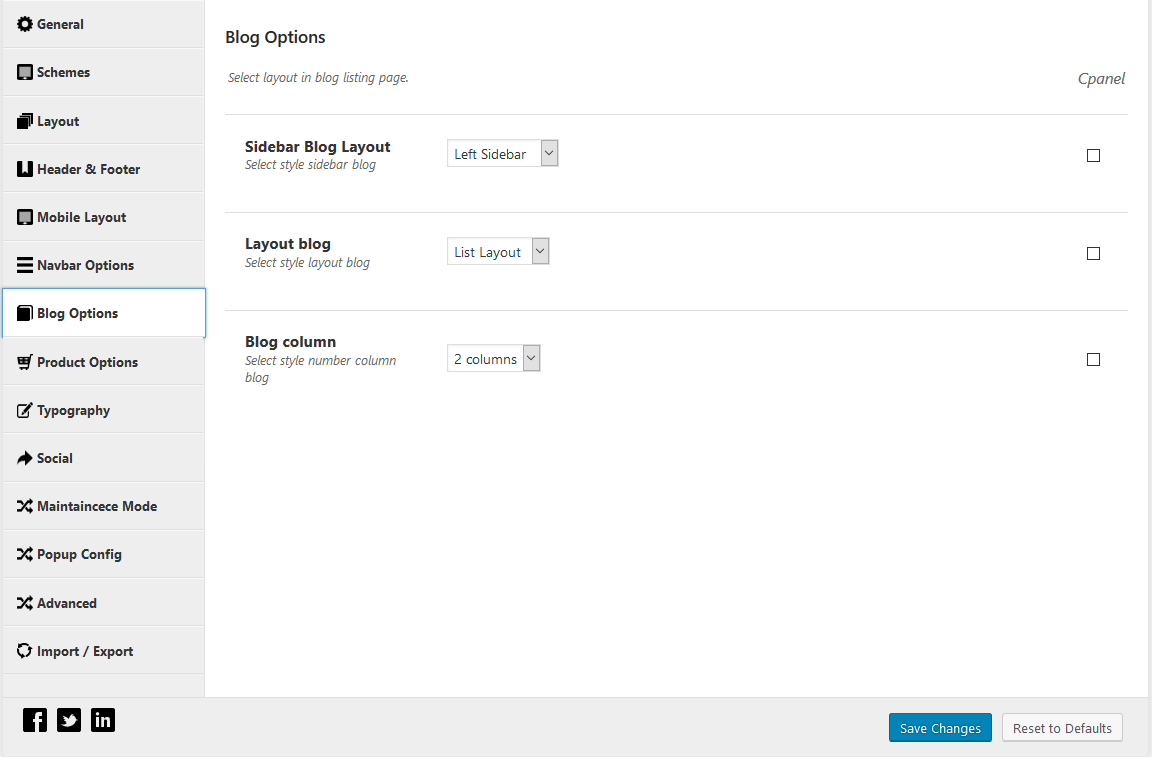 General
Schemes
Layout
Header & Footer
Mobile Layout
Navbar Options
Blog Options
Product Options
Typography
Social
Maintaincece Mode
Popup Config
Advanced
Import / Export
Blog Options
Select layout in blog listing page.
Cpanel
Sidebar Blog Layout
Select style sidebar blog
Left Sidebar
Layout blog
Select style layout blog
List Layout
Blog column
Select style number column
blog
2 columns
Save Changes
Reset to Defaults